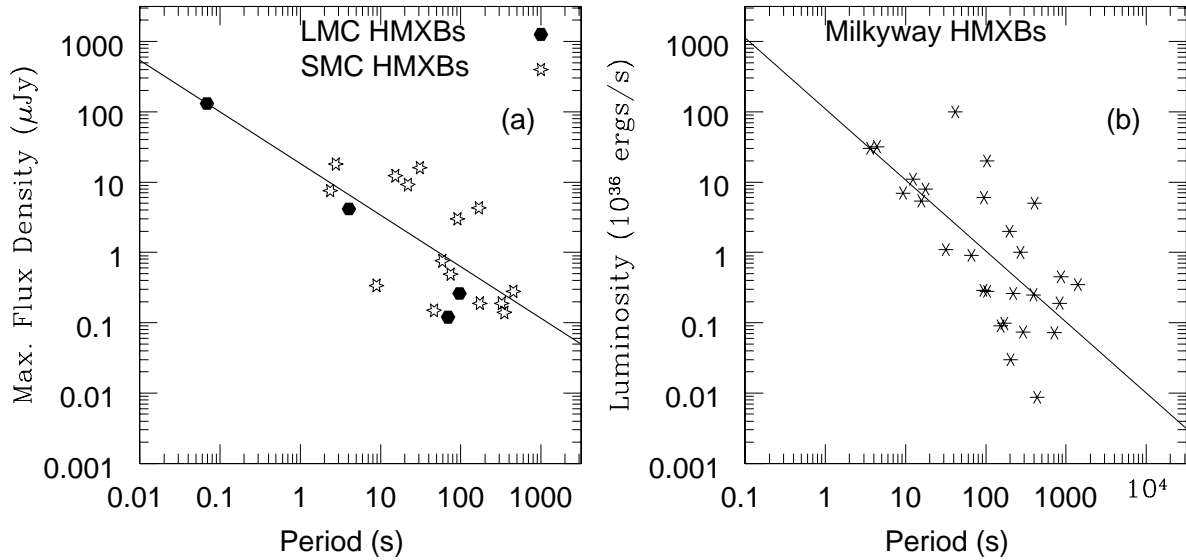 LMC HMXBs
SMC HMXBs
(a)
Max. Flux Density (μJy)
1000
100
10
1
0.1
0.01
0.001
0.01 0.1 1 10 100 1000
Period (s)
Milkyway HMXBs
(b)
Luminosity (10³⁶ ergs/s)
1000
100
10
1
0.1
0.01
0.001
0.1 1 10 100 1000 10⁴
Period (s)